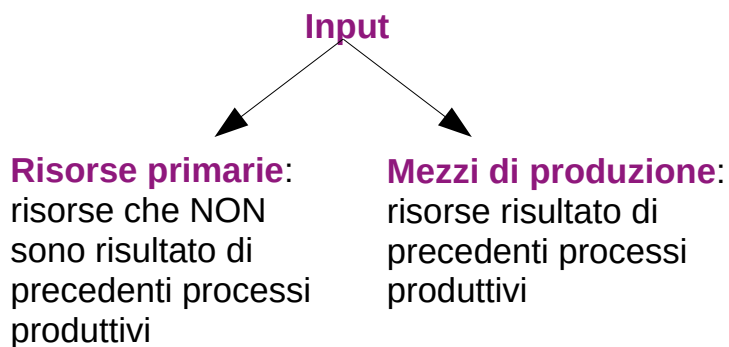 Input
Risorse primarie:
risorse che NON
sono risultato di
precedenti processi
produttivi
Mezzi di produzione:
risorse risultato di
precedenti processi
produttivi